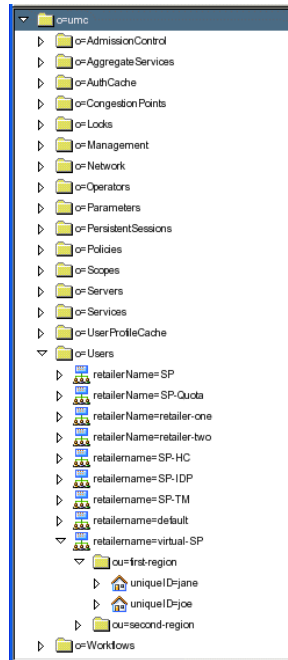 o=umc
o=AdmissionControl
o=AggregateServices
o=AuthCache
o=CongestionPoints
o=Locks
o=Management
o=Network
o=Operators
o=Parameters
o=PersistentSessions
o=Policies
o=Scopes
o=Servers
o=Services
o=UserProfileCache
o=Users
retailerName=SP
retailerName=SP-Quota
retailerName=retailer-one
retailerName=retailer-two
retailername=SP-HC
retailername=SP-IDP
retailername=SP-TM
retailername=default
retailername=virtual-SP
ou=first-region
uniqueID=jane
uniqueID=joe
ou=second-region
o=Workflows